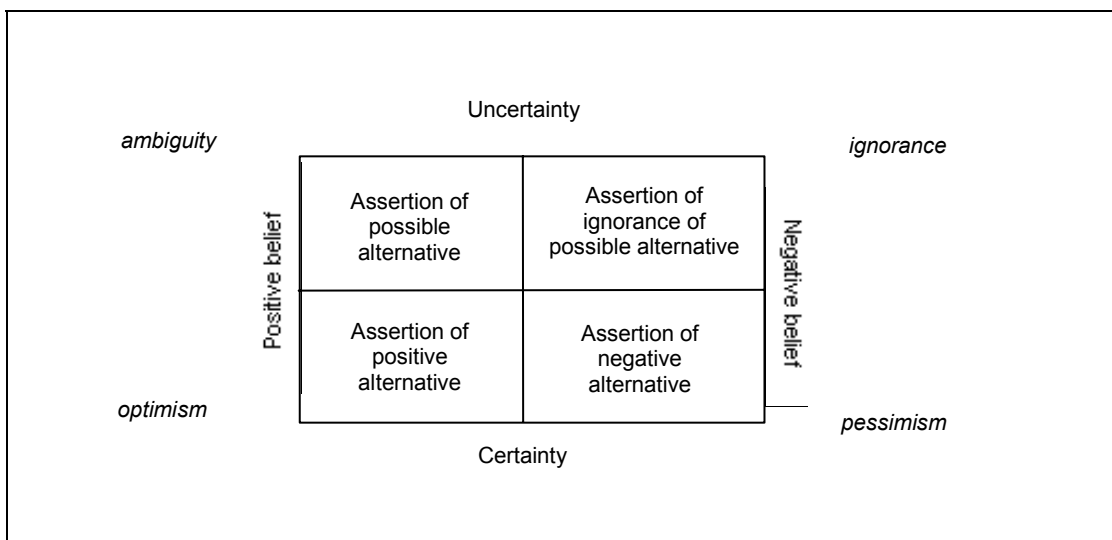 Uncertainty
ambiguity
ignorance
Positive belief
Assertion of
possible
alternative
Assertion of
ignorance of
possible alternative
Negative belief
Assertion of
positive
alternative
Assertion of
negative
alternative
optimism
pessimism
Certainty